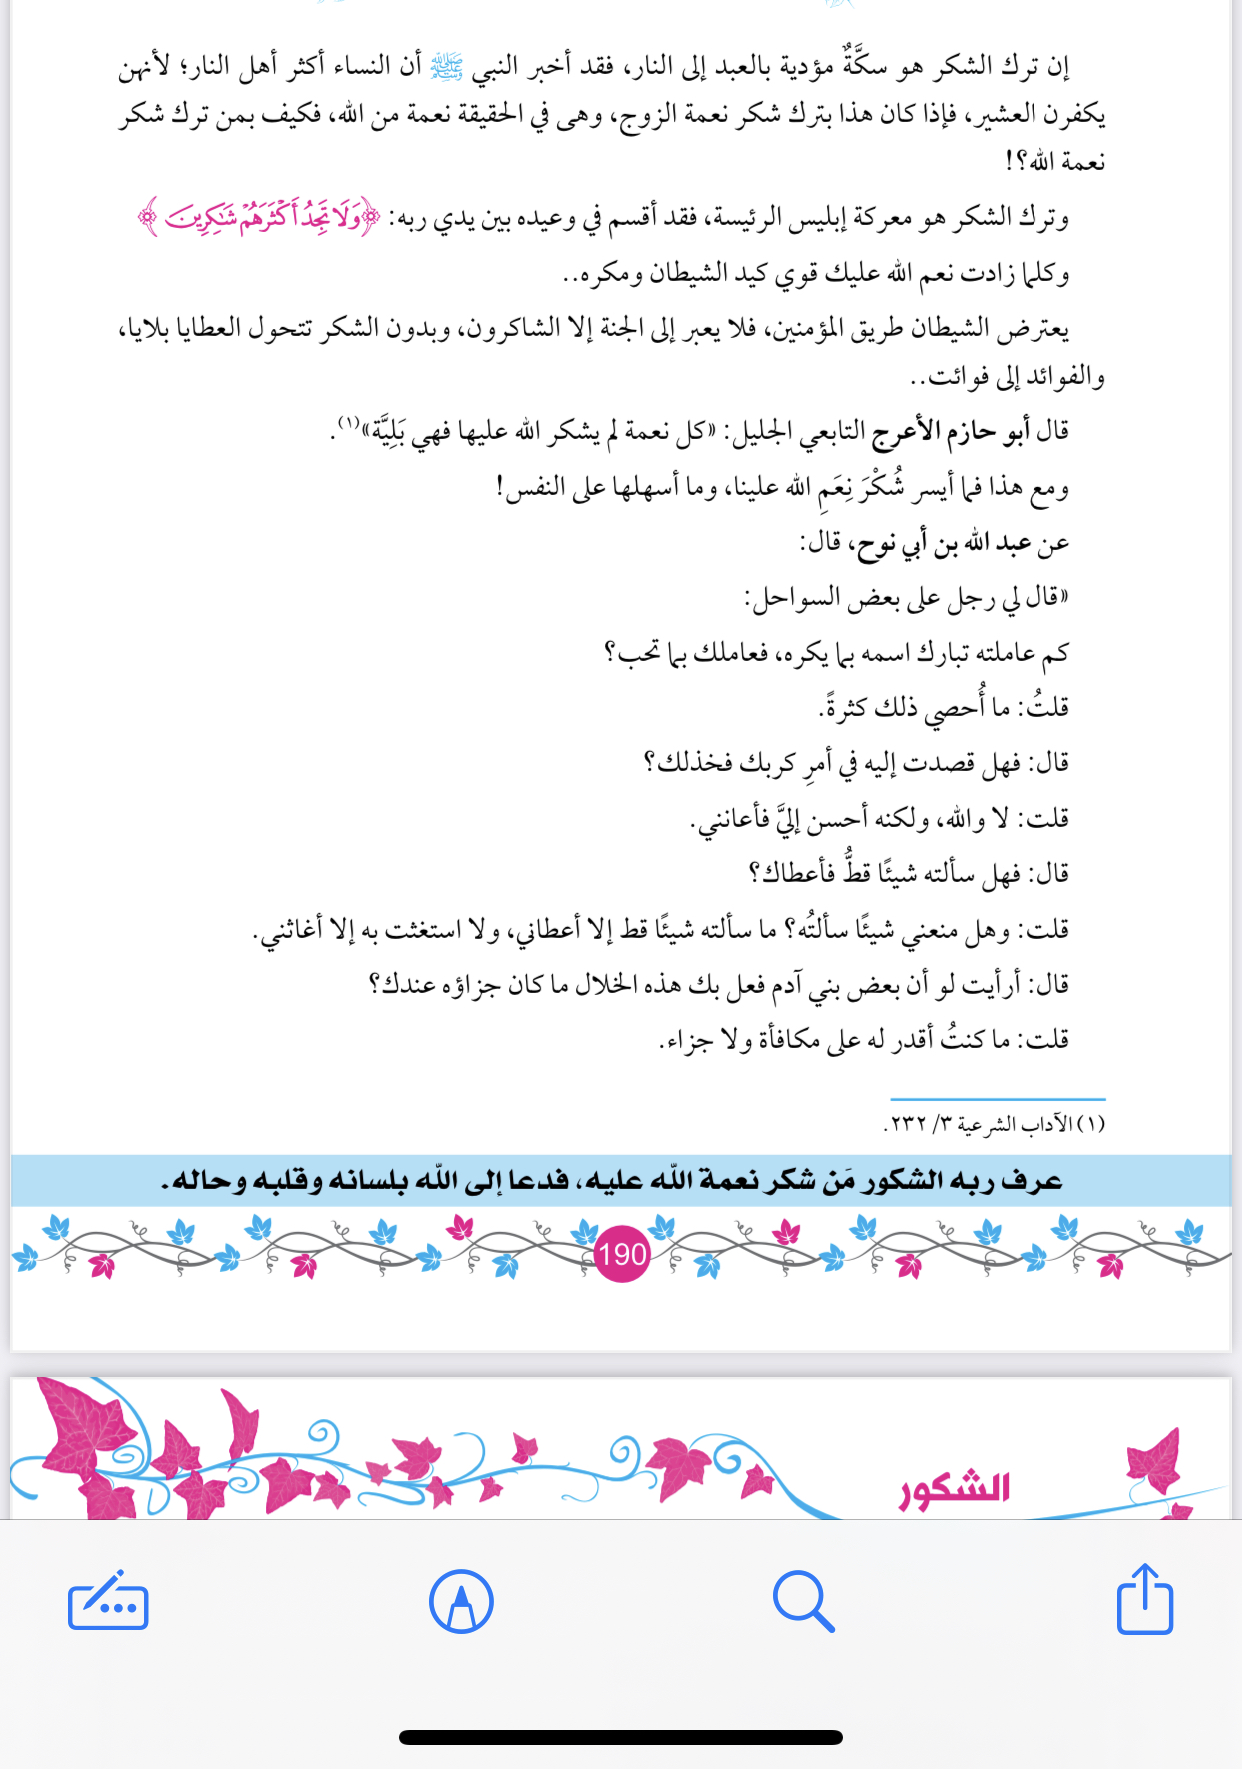 إن ترك الشكر هو سكَّةٌ مؤدية بالعبد إلى النار، فقد أخبر النبي ﷺ أن النساء أكثر أهل النار؛ لأنهن
يكفرن العشير، فإذا كان هذا بترك شكر نعمة الزوج، وهى في الحقيقة نعمة من الله، فكيف بمن ترك شكر
نعمة الله؟!
وترك الشكر هو معركة إبليس الرئيسة، فقد أقسم في وعيده بين يدي ربه: ﴿وَلَا تَجِدُ أَكْثَرَهُمْ شَٰكِرِينَ﴾
وكلما زادت نعم الله عليك قوي كيد الشيطان ومكره..
يعترض الشيطان طريق المؤمنين، فلا يعبر إلى الجنة إلا الشاكرون، وبدون الشكر تتحول العطايا بلايا،
والفوائد إلى فوائت..
قال أبو حازم الأعرج التابعي الجليل: «كل نعمة لم يشكر الله عليها فهي بَلِيَّة»(١).
ومع هذا فما أيسر شُكْرَ نِعَمِ الله علينا، وما أسهلها على النفس!
عن عبد الله بن أبي نوح، قال:
«قال لي رجل على بعض السواحل:
كم عاملته تبارك اسمه بما يكره، فعاملك بما تحب؟
قلتُ: ما أُحصي ذلك كثرةً.
قال: فهل قصدت إليه في أمرِ كربك فخذلك؟
قلت: لا والله، ولكنه أحسن إليَّ فأعانني.
قال: فهل سألته شيئًا قطُّ فأعطاك؟
قلت: وهل منعني شيئًا سألتُه؟ ما سألته شيئًا قط إلا أعطاني، ولا استغثت به إلا أغاثني.
قال: أرأيت لو أن بعض بني آدم فعل بك هذه الخلال ما كان جزاؤه عندك؟
قلت: ما كنتُ أقدر له على مكافأة ولا جزاء.
(١) الآداب الشرعية ٣/ ٢٣٢.
عرف ربه الشكور مَن شكر نعمة الله عليه، فدعا إلى الله بلسانه وقلبه وحاله.
190
الشكور